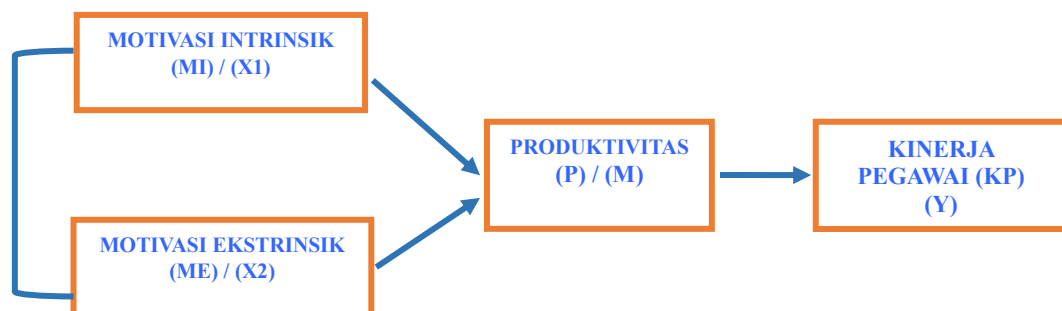 MOTIVASI INTRINSIK
(MI) / (X1)
PRODUKTIVITAS
(P) / (M)
KINERJA
PEGAWAI (KP)
(Y)
MOTIVASI EKSTRINSIK
(ME) / (X2)